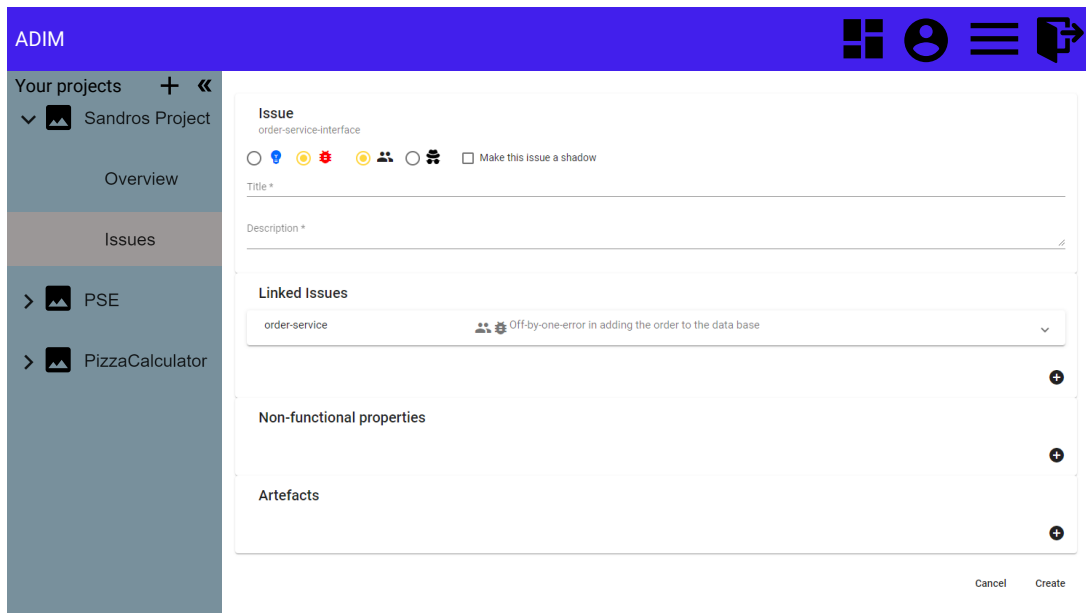 ADIM
Your projects
Sandros Project
Overview
Issues
PSE
PizzaCalculator
Issue
order-service-interface
Make this issue a shadow
Title *
Description *
Linked Issues
order-service Off-by-one-error in adding the order to the data base
Non-functional properties
Artefacts
Cancel Create